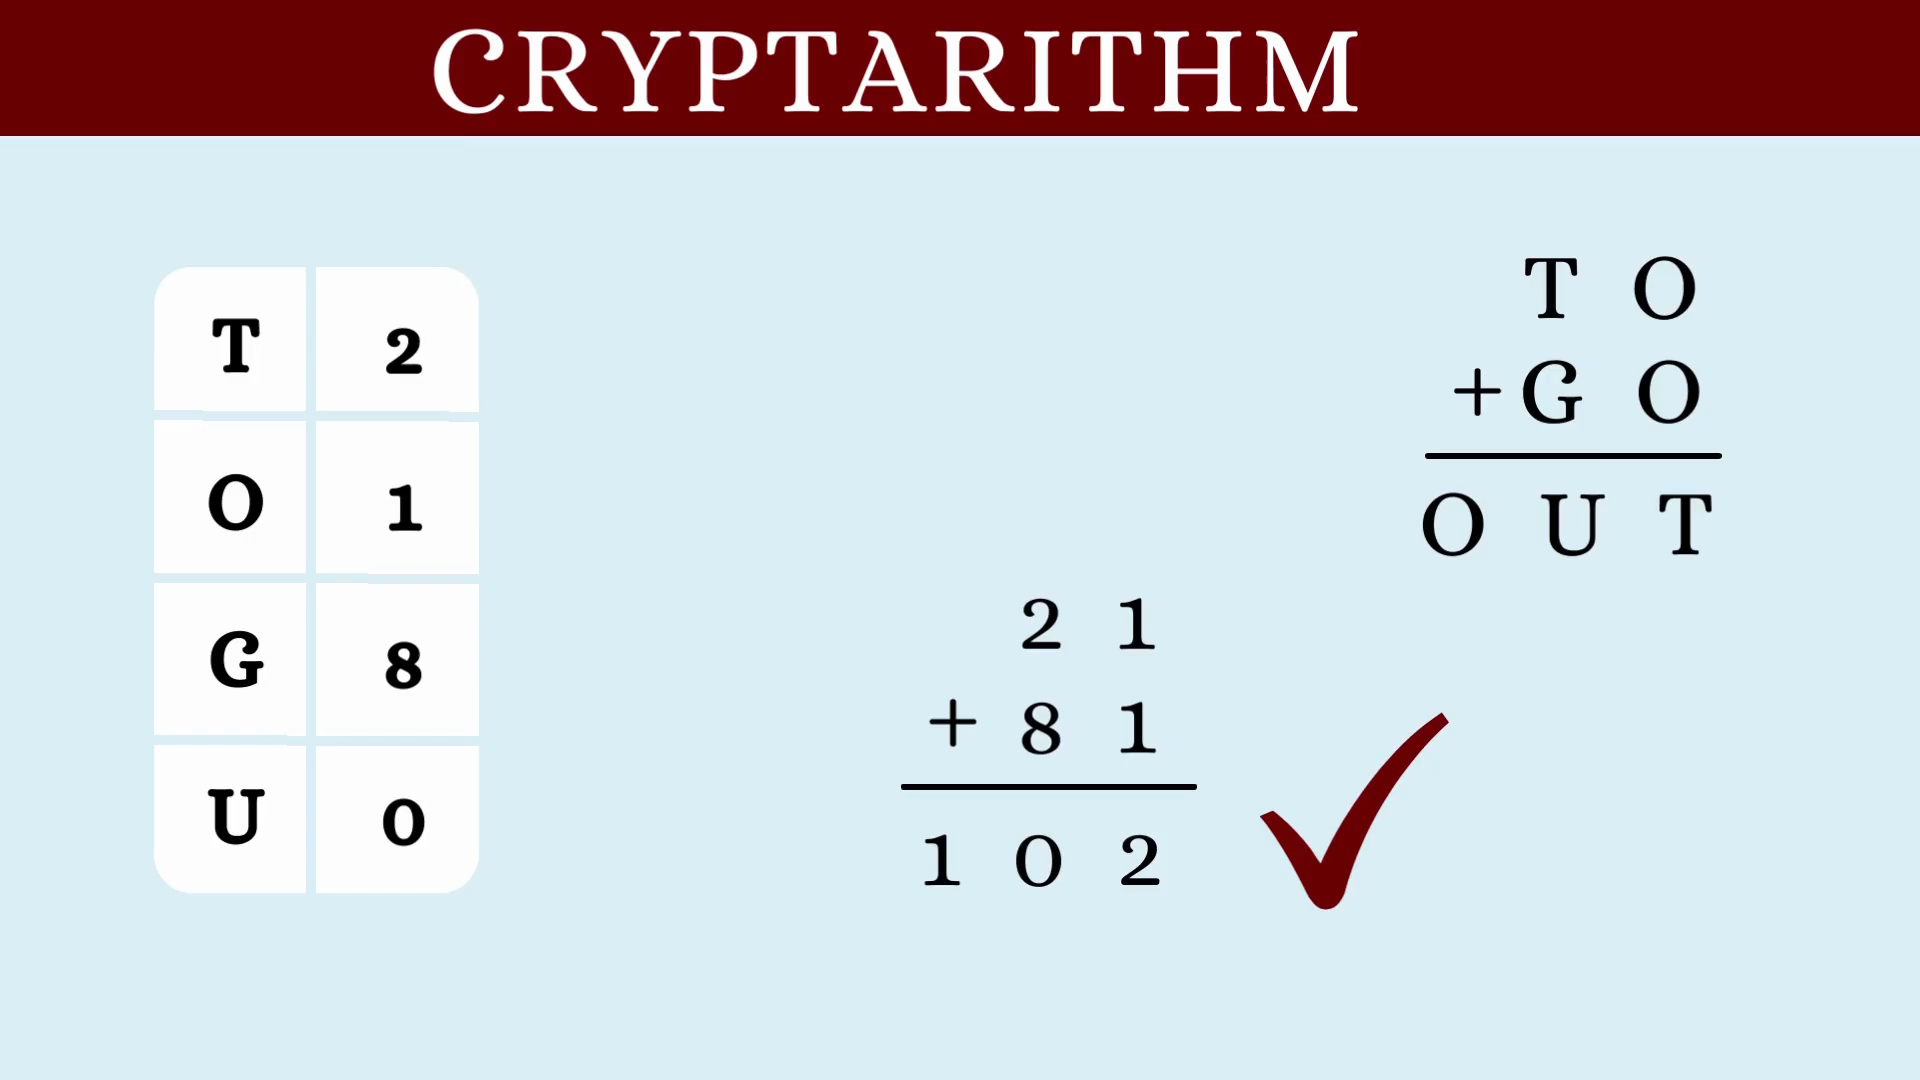 CRYPTARITHM
T 2
O 1
G 8
U 0
T O
+ G O
O U T
2 1
+ 8 1
1 0 2